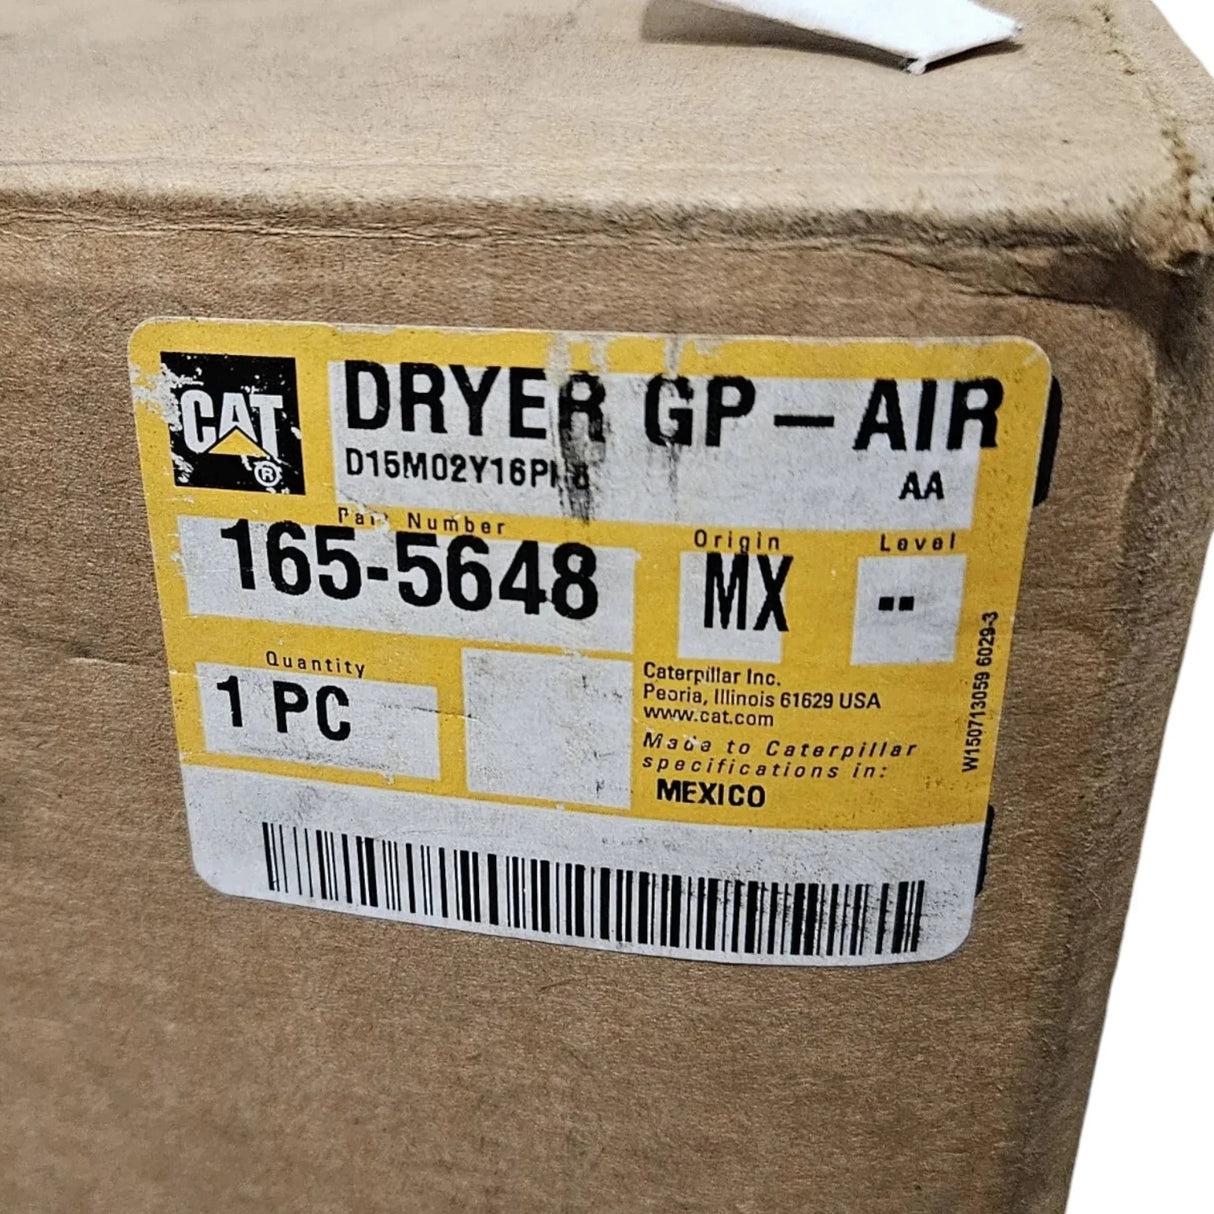 CAT
®
DRYER GP-AIR
AA
Part Number
165-5648
Origin
MX
Level
--
Quantity
1 PC
Caterpillar Inc.
Peoria, Illinois 61629 USA
www.cat.com
Made to Caterpillar
specifications in:
MEXICO
W150713059 6029-3